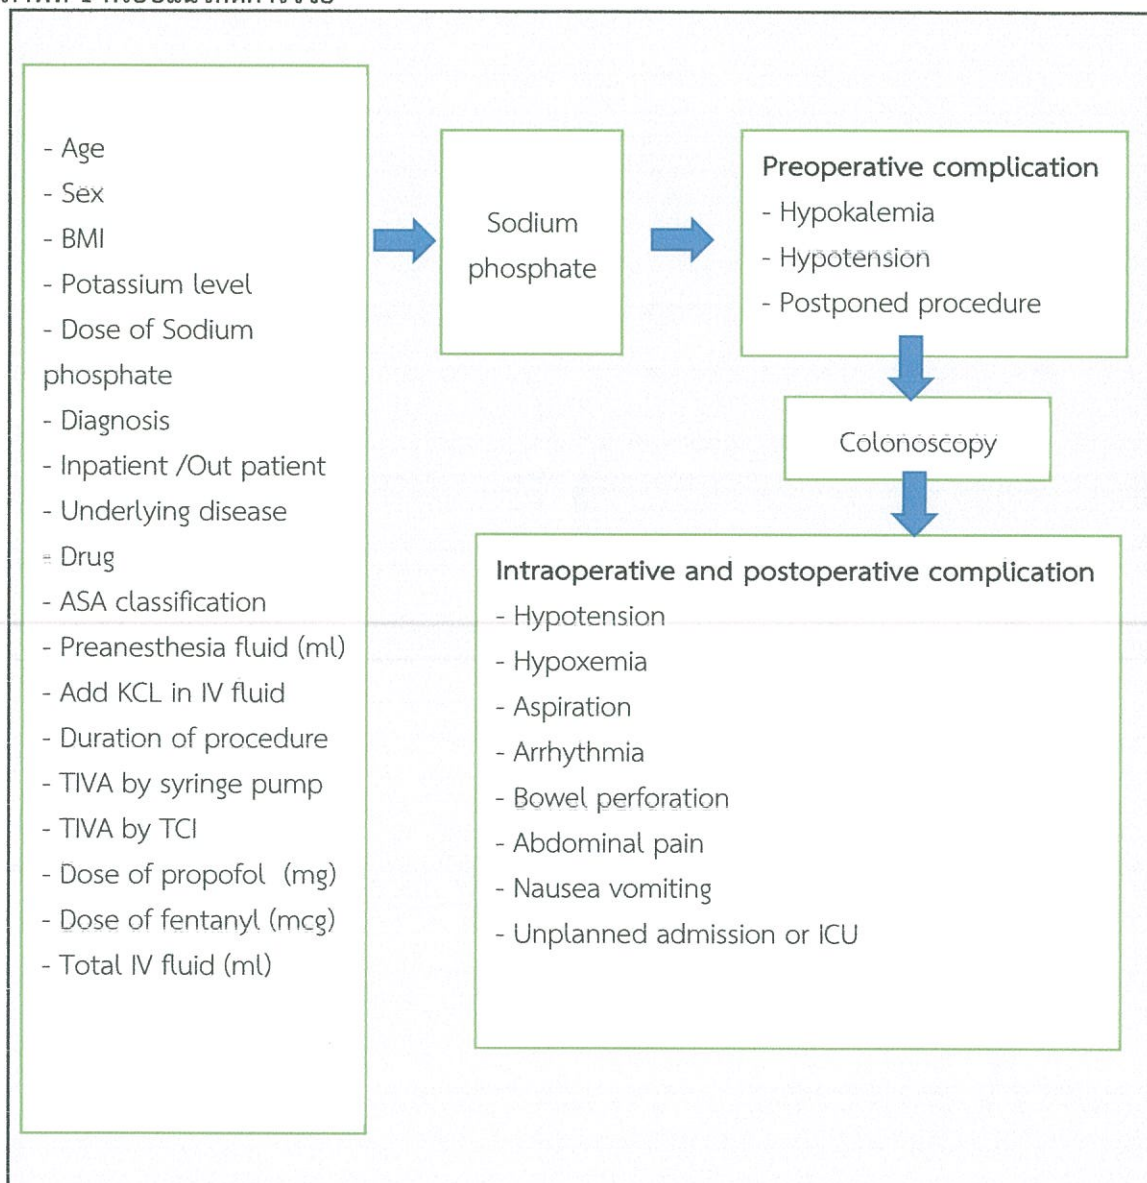 - Age
- Sex
- BMI
- Potassium level
- Dose of Sodium
phosphate
- Diagnosis
- Inpatient /Out patient
- Underlying disease
- Drug
- ASA classification
- Preanesthesia fluid (ml)
- Add KCL in IV fluid
- Duration of procedure
- TIVA by syringe pump
- TIVA by TCI
- Dose of propofol (mg)
- Dose of fentanyl (mcg)
- Total IV fluid (ml)
Sodium
phosphate
Preoperative complication
- Hypokalemia
- Hypotension
- Postponed procedure
Colonoscopy
Intraoperative and postoperative complication
- Hypotension
- Hypoxemia
- Aspiration
- Arrhythmia
- Bowel perforation
- Abdominal pain
- Nausea vomiting
- Unplanned admission or ICU